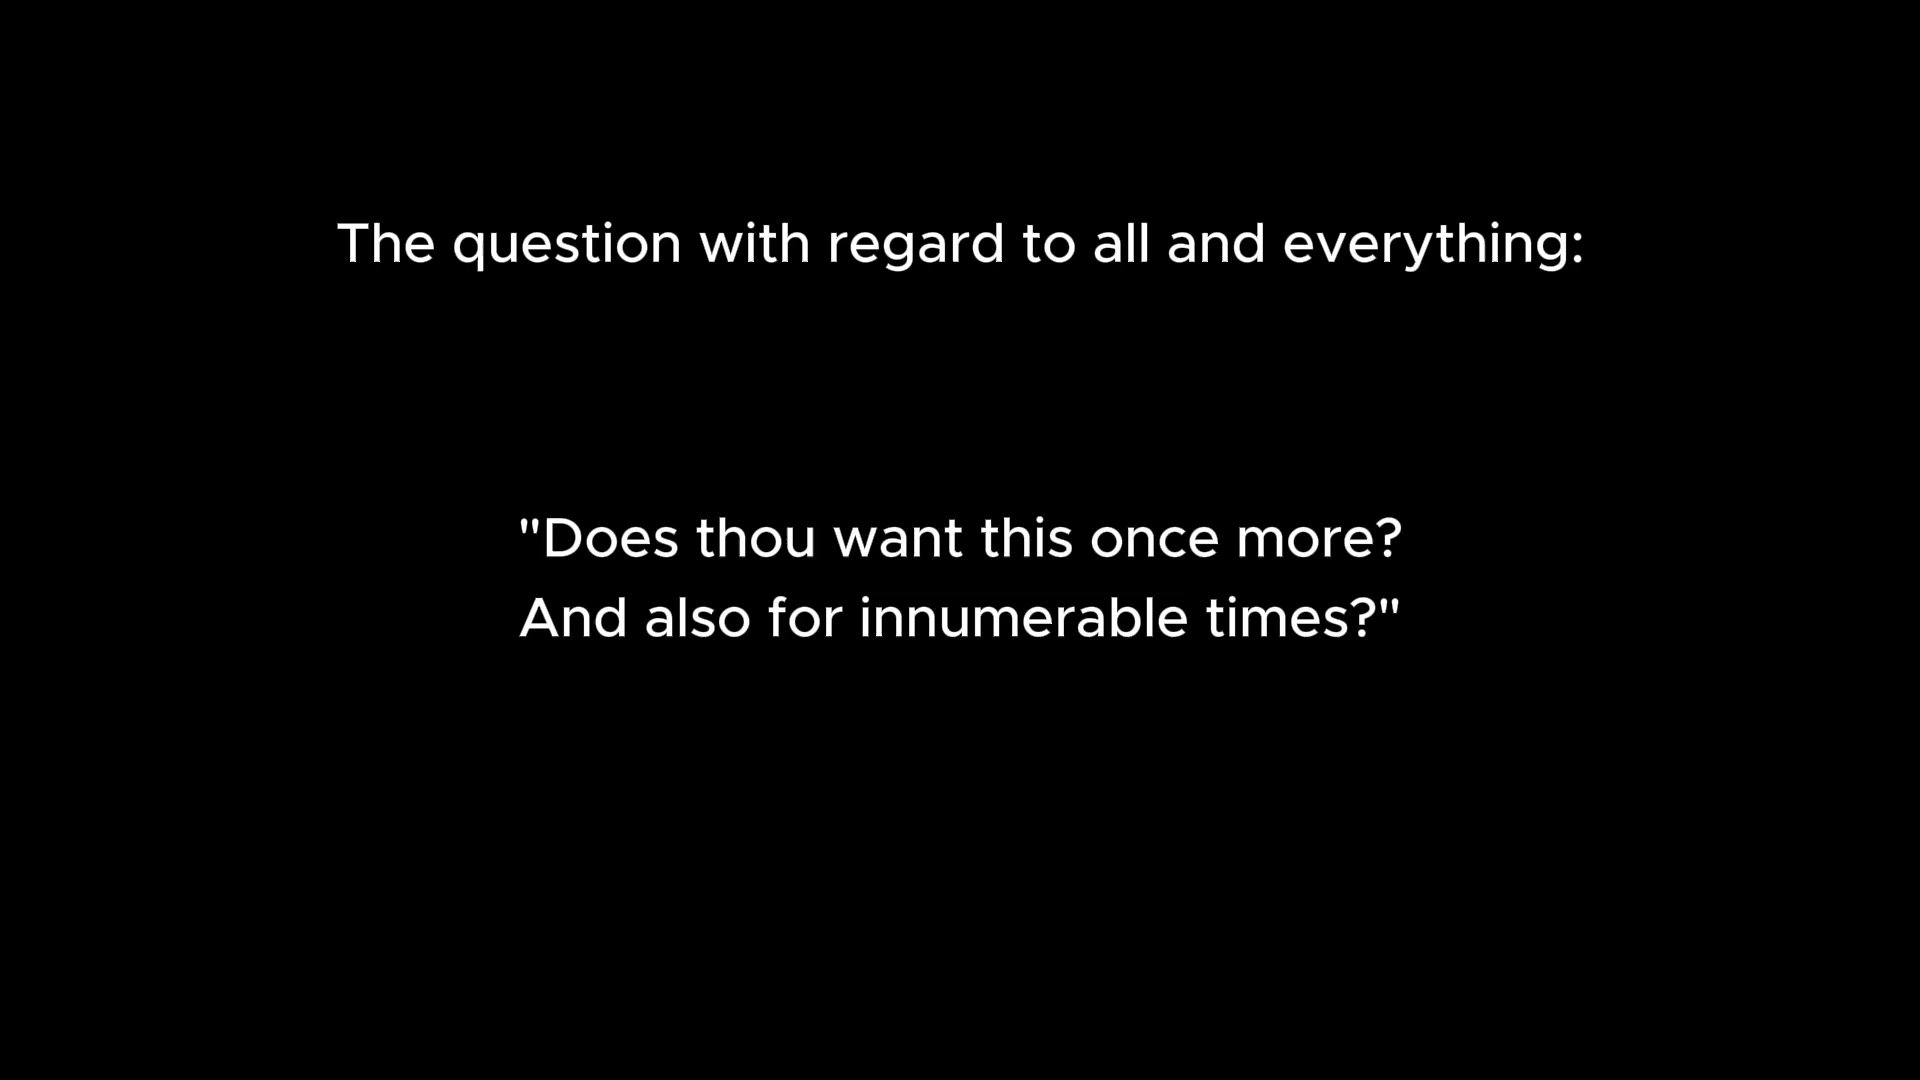 The question with regard to all and everything:
"Does thou want this once more?
And also for innumerable times?"